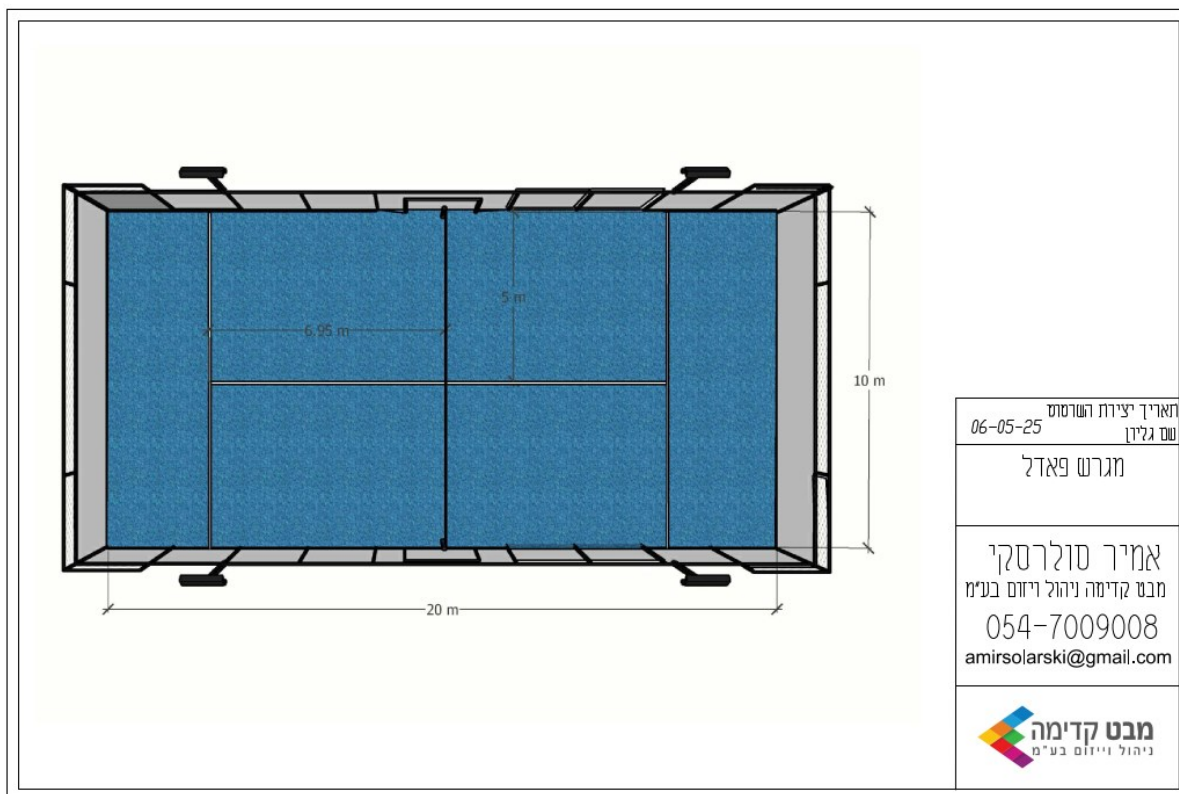 5 m
6.95 m
10 m
20 m
תאריך יצירת השרטוט
06-05-25
שם גליון
מגרש פאדל
אמיר סולרסקי
מבט קדימה ניהול ויזום בע"מ
054-7009008
amirsolarski@gmail.com
מבט קדימה
ניהול וייזום בע"מ